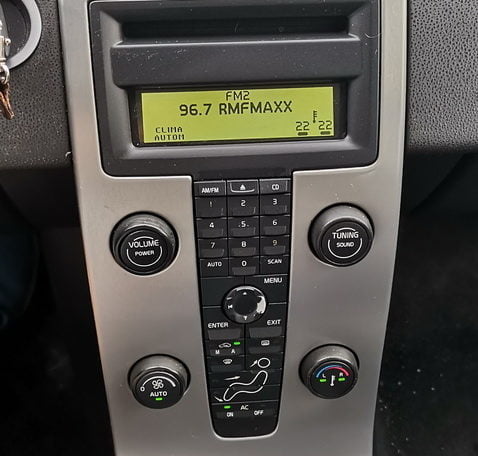 FM2
96.7 RMFMAXX
CLIMA
AUTOM
22 22
AM/FM CD
1 2 3
4 .5. 6
7 8 9
AUTO 0 SCAN
VOLUME
POWER
TUNING
SOUND
MENU
ENTER EXIT
M A
0
AUTO
L R
AC
ON OFF